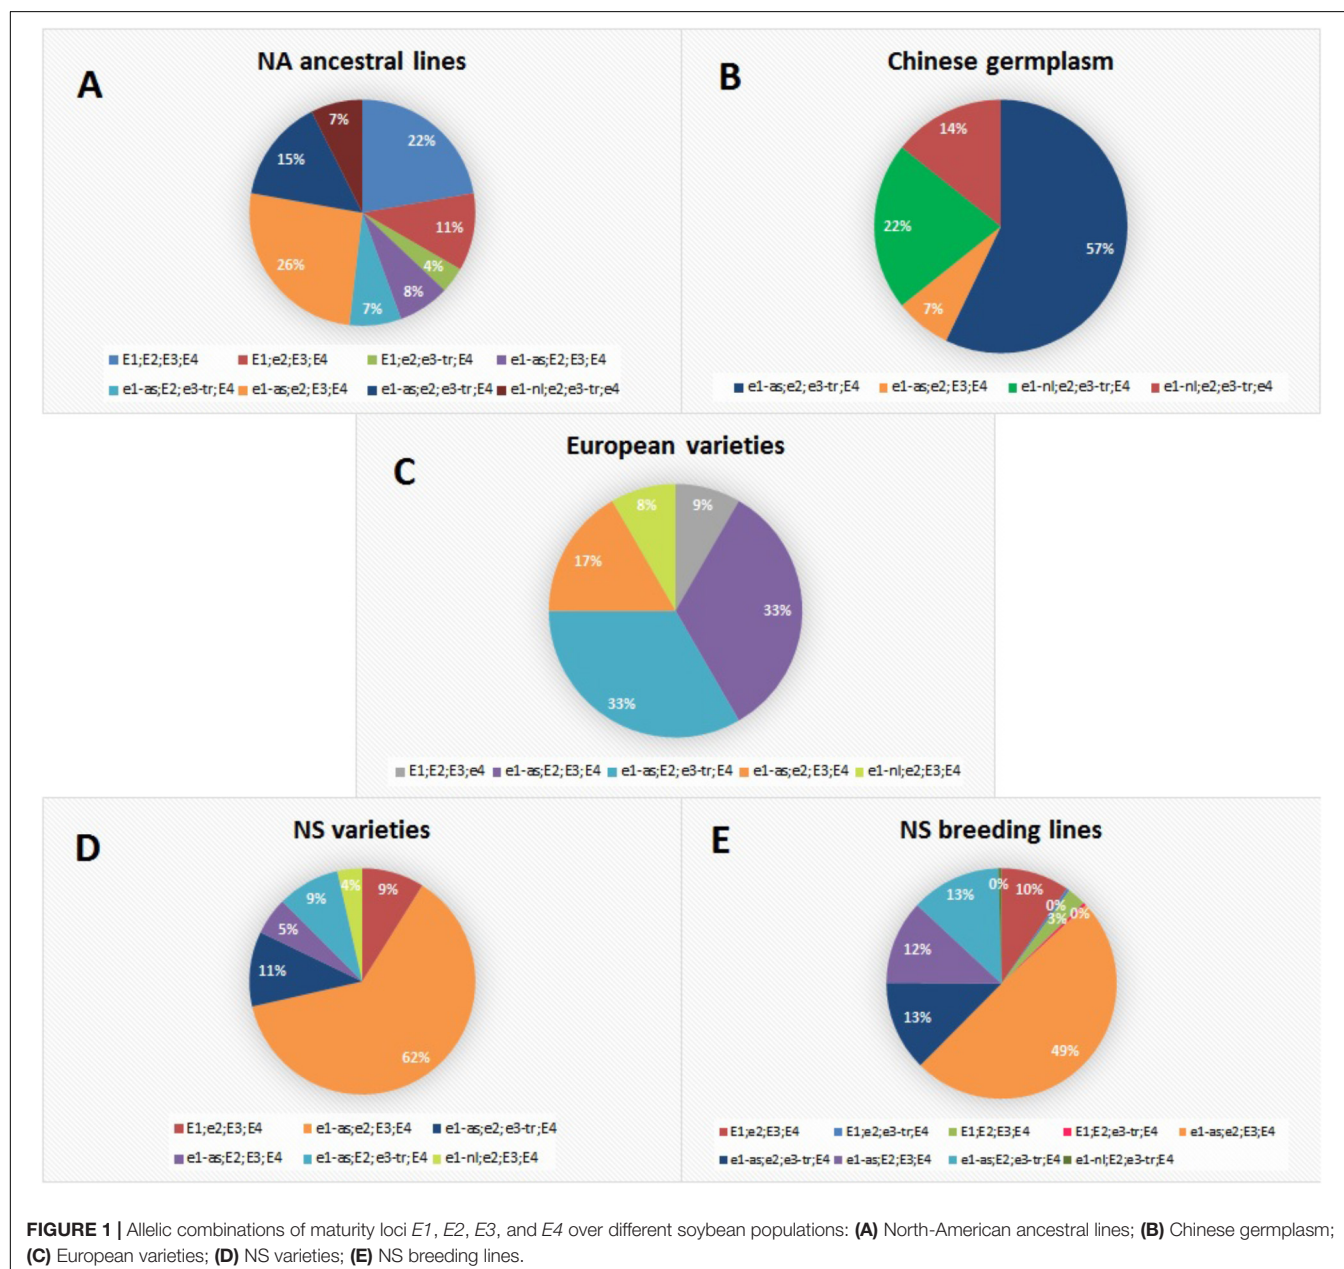 A
NA ancestral lines
7%
22%
15%
11%
26%
4%
8%
7%
E1;E2;E3;E4 E1;e2;E3;E4 E1;e2;e3-tr;E4 e1-as;E2;E3;E4
e1-as;E2;e3-tr;E4 e1-as;e2;E3;E4 e1-as;e2;e3-tr;E4 e1-nl;e2;e3-tr;e4
B
Chinese germplasm
14%
22%
57%
7%
e1-as;e2;e3-tr;E4 e1-as;e2;E3;E4 e1-nl;e2;e3-tr;E4 e1-nl;e2;e3-tr;e4
C
European varieties
8% 9%
17%
33%
33%
E1;E2;E3;e4 e1-as;E2;E3;E4 e1-as;E2;e3-tr;E4 e1-as;e2;E3;E4 e1-nl;e2;E3;E4
D
NS varieties
4% 9%
9%
5%
11%
62%
E1;e2;E3;E4 e1-as;e2;E3;E4 e1-as;e2;e3-tr;E4
e1-as;E2;E3;E4 e1-as;E2;e3-tr;E4 e1-nl;e2;E3;E4
E
NS breeding lines
0% 10%
13%
0%
3% 0%
12%
13%
49%
E1;e2;E3;E4 E1;e2;e3-tr;E4 E1;E2;E3;E4 E1;E2;e3-tr;E4 e1-as;e2;E3;E4
e1-as;e2;e3-tr;E4 e1-as;E2;E3;E4 e1-as;E2;e3-tr;E4 e1-nl;E2;e3-tr;E4
FIGURE 1 | Allelic combinations of maturity loci E1, E2, E3, and E4 over different soybean populations: (A) North-American ancestral lines; (B) Chinese germplasm;
(C) European varieties; (D) NS varieties; (E) NS breeding lines.